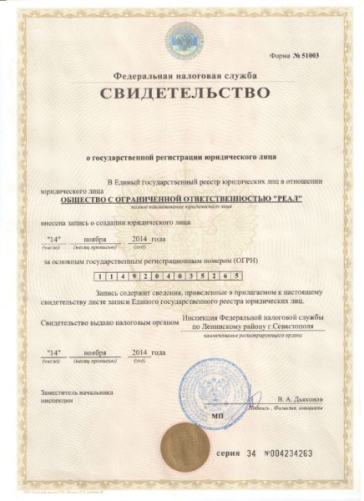 Форма № 51003
Федеральная налоговая служба
СВИДЕТЕЛЬСТВО
о государственной регистрации юридического лица
В Единый государственный реестр юридических лиц в отношении
юридического лица
ОБЩЕСТВО С ОГРАНИЧЕННОЙ ОТВЕТСТВЕННОСТЬЮ "РЕАЛ"
полное наименование юридического лица
внесена запись о создании юридического лица
"14" ноября 2014 года
(число) (месяц прописью) (год)
за основным государственным регистрационным номером (ОГРН)
1 1 4 9 2 0 4 0 3 5 2 6 5
Запись содержит сведения, приведенные в прилагаемом к настоящему
свидетельству листе записи Единого государственного реестра юридических лиц.
Свидетельство выдано налоговым органом Инспекция Федеральной налоговой службы
по Ленинскому району г.Севастополя
наименование регистрирующего органа
"14" ноября 2014 года
(число) (месяц прописью) (год)
Заместитель начальника
инспекции
В. А. Дьяконов
Подпись, Фамилия, инициалы
МП
серия 34 №004234263